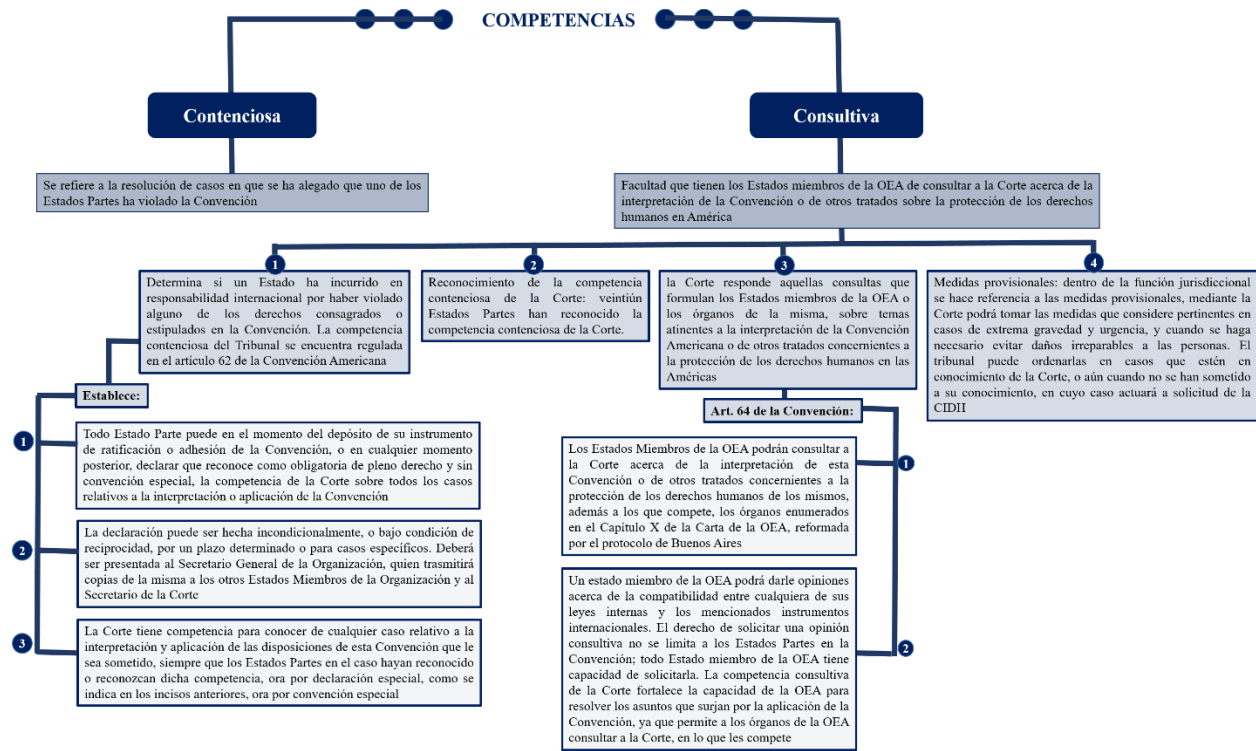 COMPETENCIAS
Contenciosa
Consultiva
Se refiere a la resolución de casos en que se ha alegado que uno de los
Estados Partes ha violado la Convención
Facultad que tienen los Estados miembros de la OEA de consultar a la Corte acerca de la
interpretación de la Convención o de otros tratados sobre la protección de los derechos
humanos en América
1
Determina si un Estado ha incurrido en
responsabilidad internacional por haber violado
alguno de los derechos consagrados o
estipulados en la Convención. La competencia
contenciosa del Tribunal se encuentra regulada
en el artículo 62 de la Convención Americana
2
Reconocimiento de la competencia
contenciosa de la Corte: veintiún
Estados Partes han reconocido la
competencia contenciosa de la Corte.
3
la Corte responde aquellas consultas que
formulan los Estados miembros de la OEA o
los órganos de la misma, sobre temas
atinentes a la interpretación de la Convención
Americana o de otros tratados concernientes a
la protección de los derechos humanos en las
Américas
4
Medidas provisionales: dentro de la función jurisdiccional
se hace referencia a las medidas provisionales, mediante la
Corte podrá tomar las medidas que considere pertinentes en
casos de extrema gravedad y urgencia, y cuando se haga
necesario evitar daños irreparables a las personas. El
tribunal puede ordenarlas en casos que estén en
conocimiento de la Corte, o aún cuando no se han sometido
a su conocimiento, en cuyo caso actuará a solicitud de la
CIDH
Establece:
1
Todo Estado Parte puede en el momento del depósito de su instrumento
de ratificación o adhesión de la Convención, o en cualquier momento
posterior, declarar que reconoce como obligatoria de pleno derecho y sin
convención especial, la competencia de la Corte sobre todos los casos
relativos a la interpretación o aplicación de la Convención
2
La declaración puede ser hecha incondicionalmente, o bajo condición de
reciprocidad, por un plazo determinado o para casos específicos. Deberá
ser presentada al Secretario General de la Organización, quien trasmitirá
copias de la misma a los otros Estados Miembros de la Organización y al
Secretario de la Corte
3
La Corte tiene competencia para conocer de cualquier caso relativo a la
interpretación y aplicación de las disposiciones de esta Convención que le
sea sometido, siempre que los Estados Partes en el caso hayan reconocido
o reconozcan dicha competencia, ora por declaración especial, como se
indica en los incisos anteriores, ora por convención especial
Art. 64 de la Convención:
1
Los Estados Miembros de la OEA podrán consultar a
la Corte acerca de la interpretación de esta
Convención o de otros tratados concernientes a la
protección de los derechos humanos de los mismos,
además a los que compete, los órganos enumerados
en el Capítulo X de la Carta de la OEA, reformada
por el protocolo de Buenos Aires
2
Un estado miembro de la OEA podrá darle opiniones
acerca de la compatibilidad entre cualquiera de sus
leyes internas y los mencionados instrumentos
internacionales. El derecho de solicitar una opinión
consultiva no se limita a los Estados Partes en la
Convención; todo Estado miembro de la OEA tiene
capacidad de solicitarla. La competencia consultiva
de la Corte fortalece la capacidad de la OEA para
resolver los asuntos que surjan por la aplicación de la
Convención, ya que permite a los órganos de la OEA
consultar a la Corte, en lo que les compete